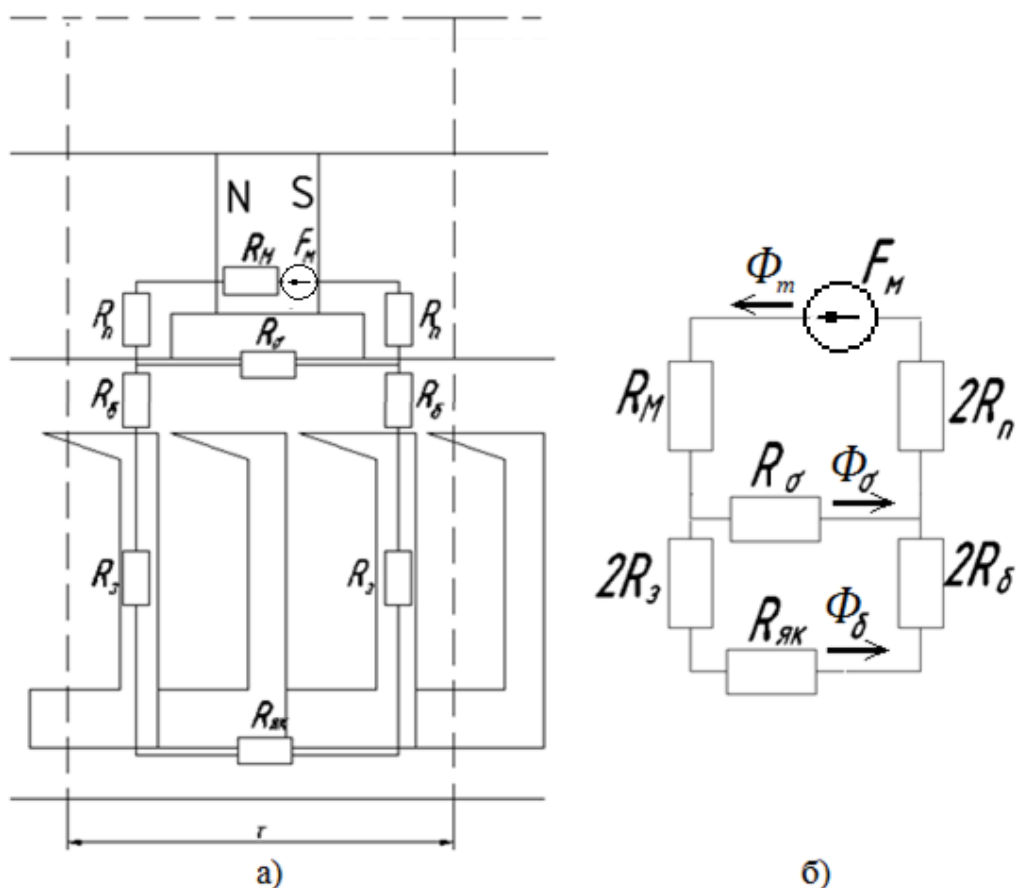 N S
R_м F_м
R_п R_п
R_σ
R_δ R_δ
R_з R_з
R_як
τ
а)
Φ_m F_м
R_м 2R_п
R_σ Φ_σ
2R_з 2R_δ
R_як Φ_δ
б)